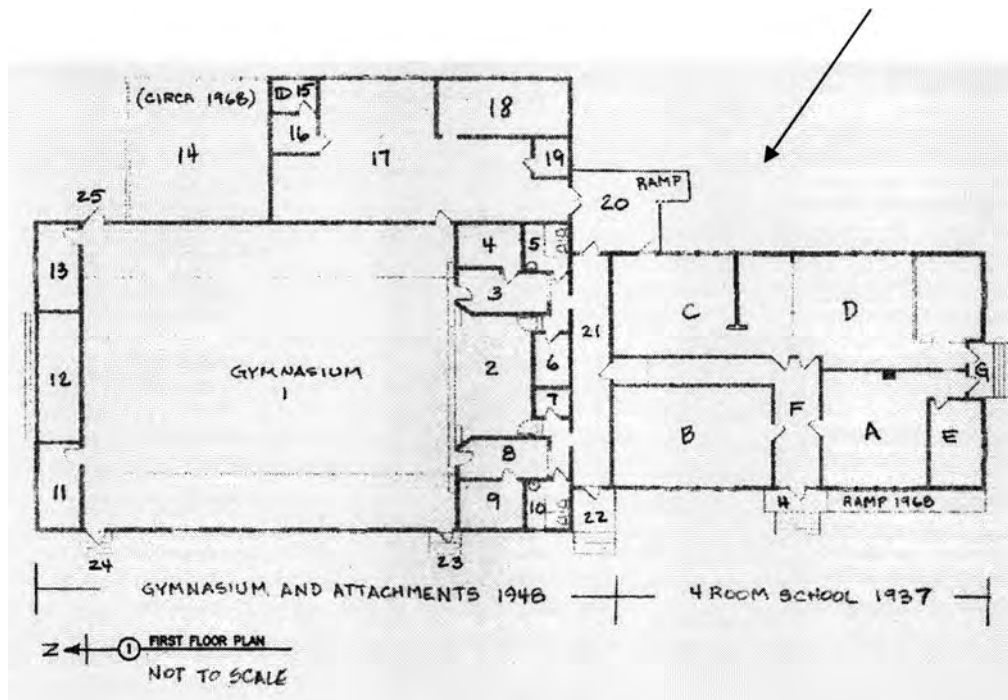 (CIRCA 1968)
15
18
16
14
17
19
RAMP
25
20
4
5
13
3
C
D
21
12
GYMNASIUM
1
2
6
G
7
F
A
B
E
8
11
9
10
22
H
RAMP 1968
24
23
GYMNASIUM AND ATTACHMENTS 1948
4 ROOM SCHOOL 1937
Z
1
FIRST FLOOR PLAN
NOT TO SCALE